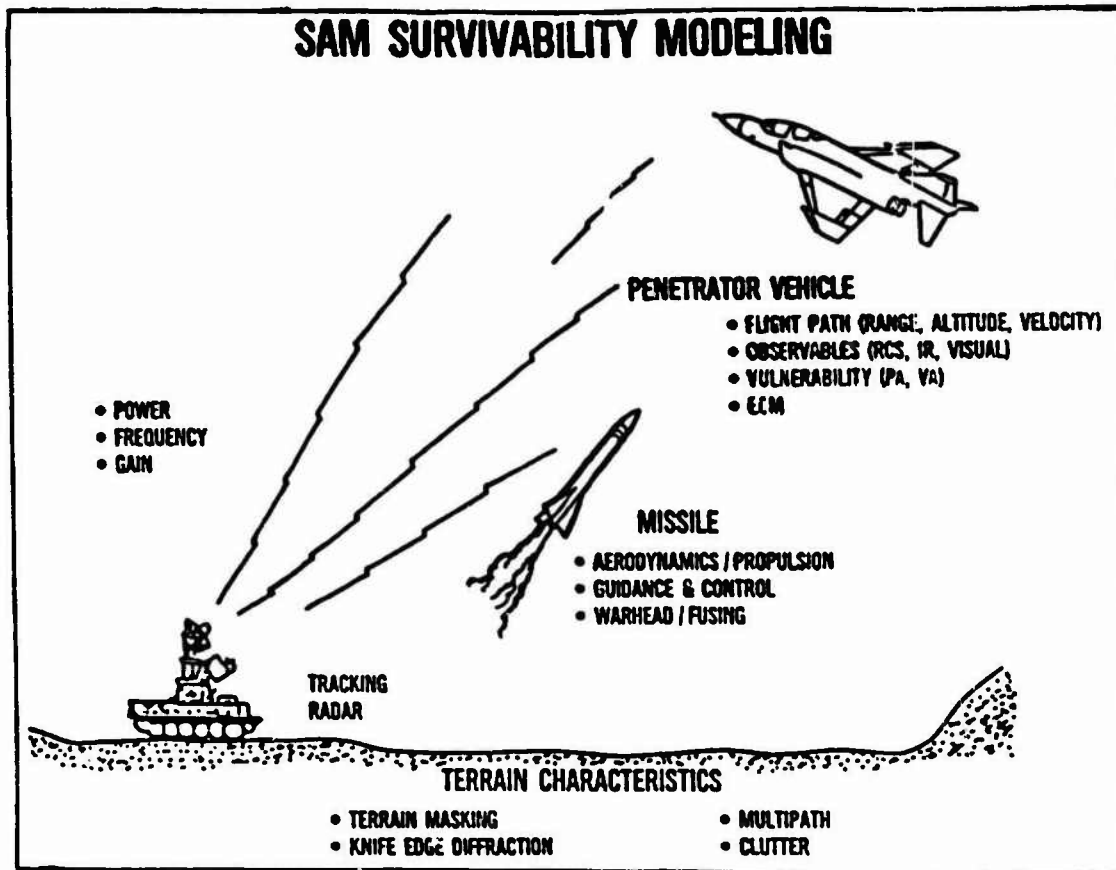 SAM SURVIVABILITY MODELING
PENETRATOR VEHICLE
• FLIGHT PATH (RANGE, ALTITUDE, VELOCITY)
• OBSERVABLES (RCS, IR, VISUAL)
• VULNERABILITY (PA, VA)
• ECM
• POWER
• FREQUENCY
• GAIN
MISSILE
• AERODYNAMICS / PROPULSION
• GUIDANCE & CONTROL
• WARHEAD / FUSING
TRACKING
RADAR
TERRAIN CHARACTERISTICS
• TERRAIN MASKING
• KNIFE EDGE DIFFRACTION
• MULTIPATH
• CLUTTER